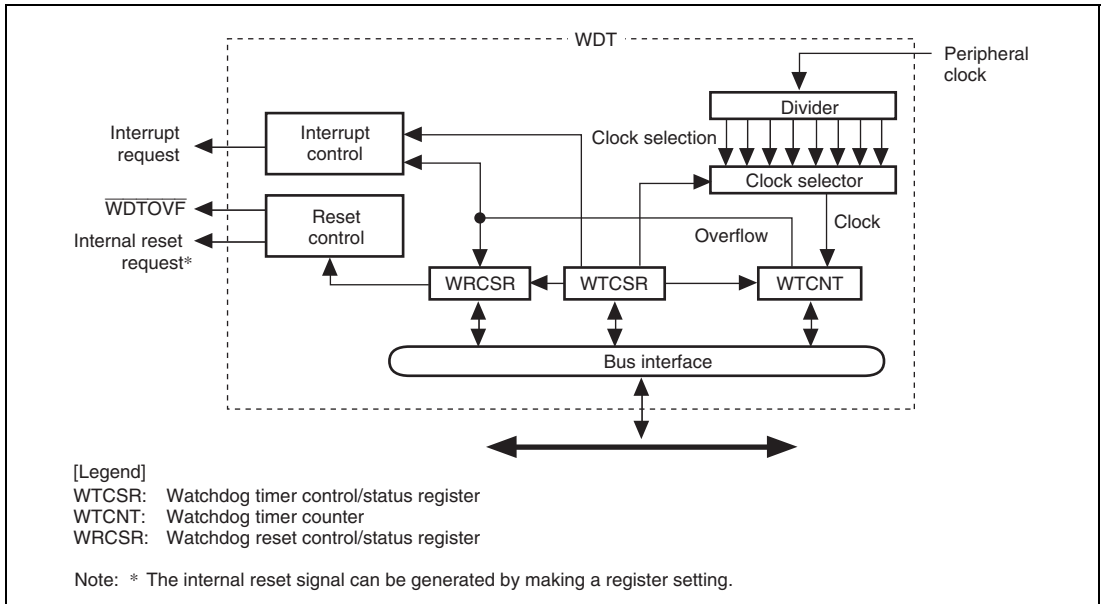 WDT
Peripheral
clock
Divider
Clock selection
Clock selector
Interrupt
request
Interrupt
control
WDTOVF
Internal reset
request*
Reset
control
Overflow
Clock
WRCSR
WTCSR
WTCNT
Bus interface
[Legend]
WTCSR: Watchdog timer control/status register
WTCNT: Watchdog timer counter
WRCSR: Watchdog reset control/status register
Note: * The internal reset signal can be generated by making a register setting.